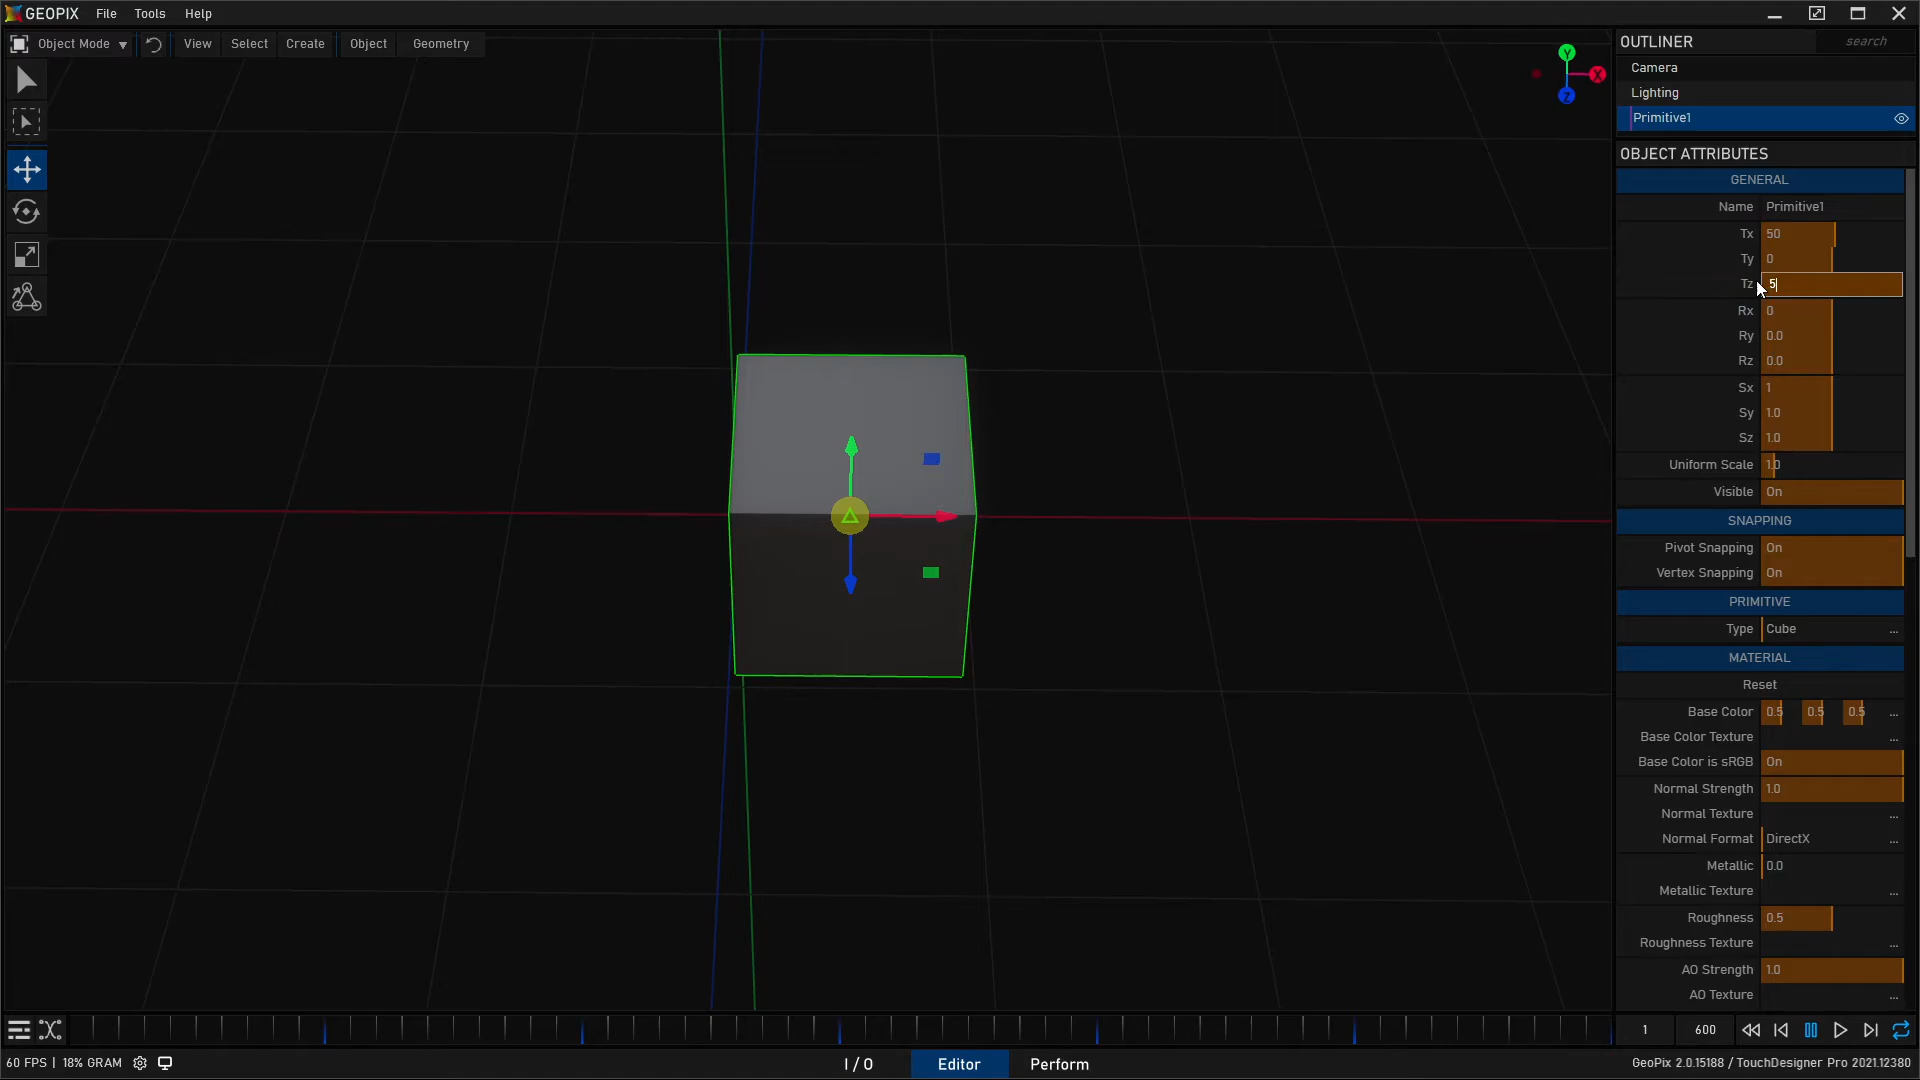 GEOPIX File Tools Help
Object Mode View Select Create Object Geometry
Y
X
Z
OUTLINER search
Camera
Lighting
Primitive1
OBJECT ATTRIBUTES
GENERAL
Name Primitive1
Tx 50
Ty 0
Tz 5
Rx 0
Ry 0.0
Rz 0.0
Sx 1
Sy 1.0
Sz 1.0
Uniform Scale 1.0
Visible On
SNAPPING
Pivot Snapping On
Vertex Snapping On
PRIMITIVE
Type Cube ...
MATERIAL
Reset
Base Color 0.5 0.5 0.5 ...
Base Color Texture ...
Base Color is sRGB On
Normal Strength 1.0
Normal Texture ...
Normal Format DirectX ...
Metallic 0.0
Metallic Texture ...
Roughness 0.5
Roughness Texture ...
AO Strength 1.0
AO Texture ...
1 600
60 FPS | 18% GRAM I / O Editor Perform GeoPix 2.0.15188 / TouchDesigner Pro 2021.12380